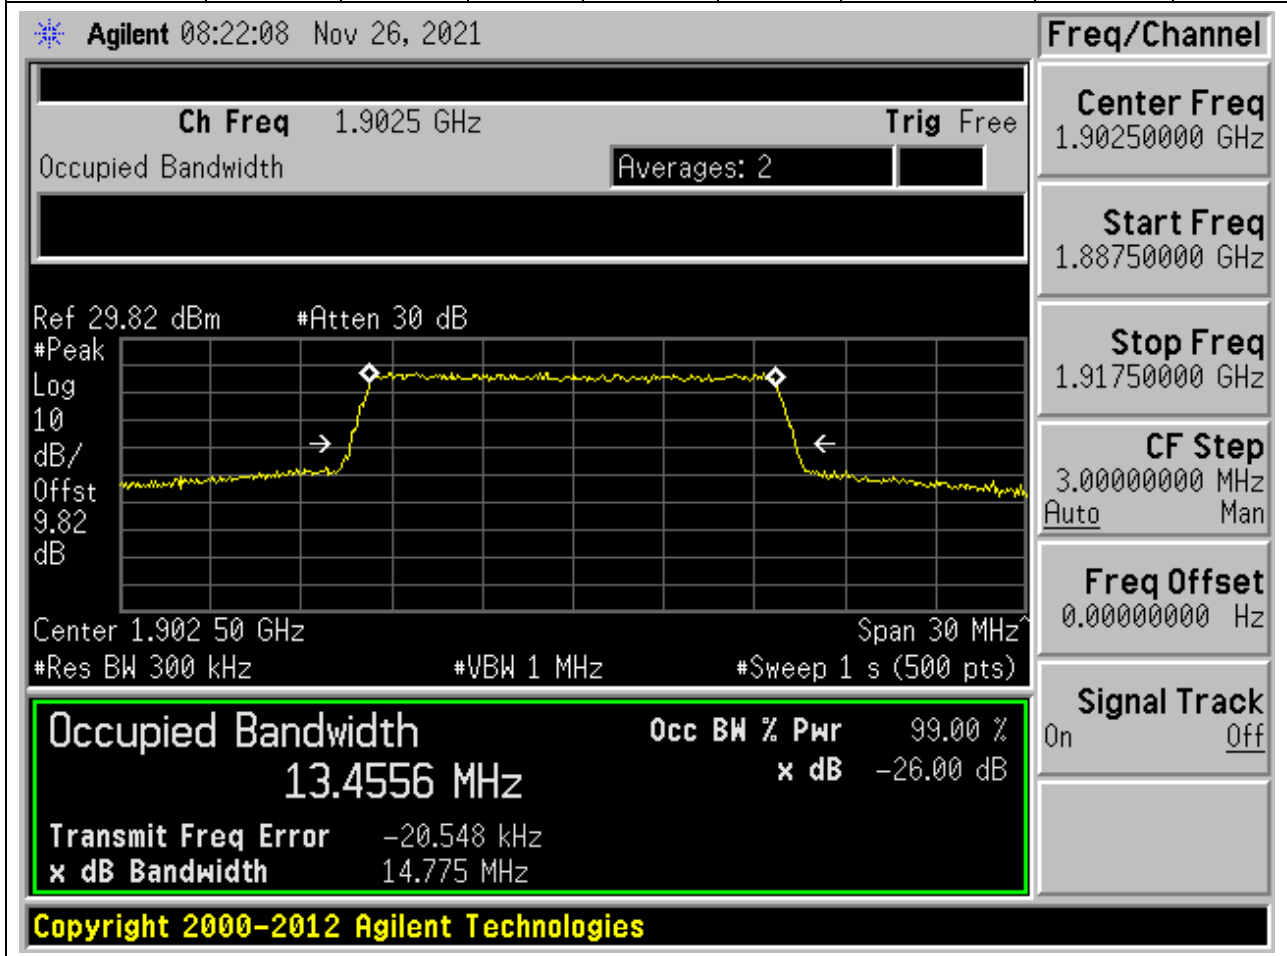 Agilent 08:22:08 Nov 26, 2021
Freq/Channel
Ch Freq 1.9025 GHz Trig Free
Occupied Bandwidth Averages: 2
Center Freq
1.90250000 GHz
Start Freq
1.88750000 GHz
Stop Freq
1.91750000 GHz
CF Step
3.00000000 MHz
Auto Man
Freq Offset
0.00000000 Hz
Signal Track
On Off
Ref 29.82 dBm #Atten 30 dB
#Peak
Log
10
dB/
Offst
9.82
dB
Center 1.902 50 GHz Span 30 MHz^
#Res BW 300 kHz #VBW 1 MHz #Sweep 1 s (500 pts)
Occupied Bandwidth Occ BW % Pwr 99.00 %
13.4556 MHz x dB -26.00 dB
Transmit Freq Error -20.548 kHz
x dB Bandwidth 14.775 MHz
Copyright 2000-2012 Agilent Technologies